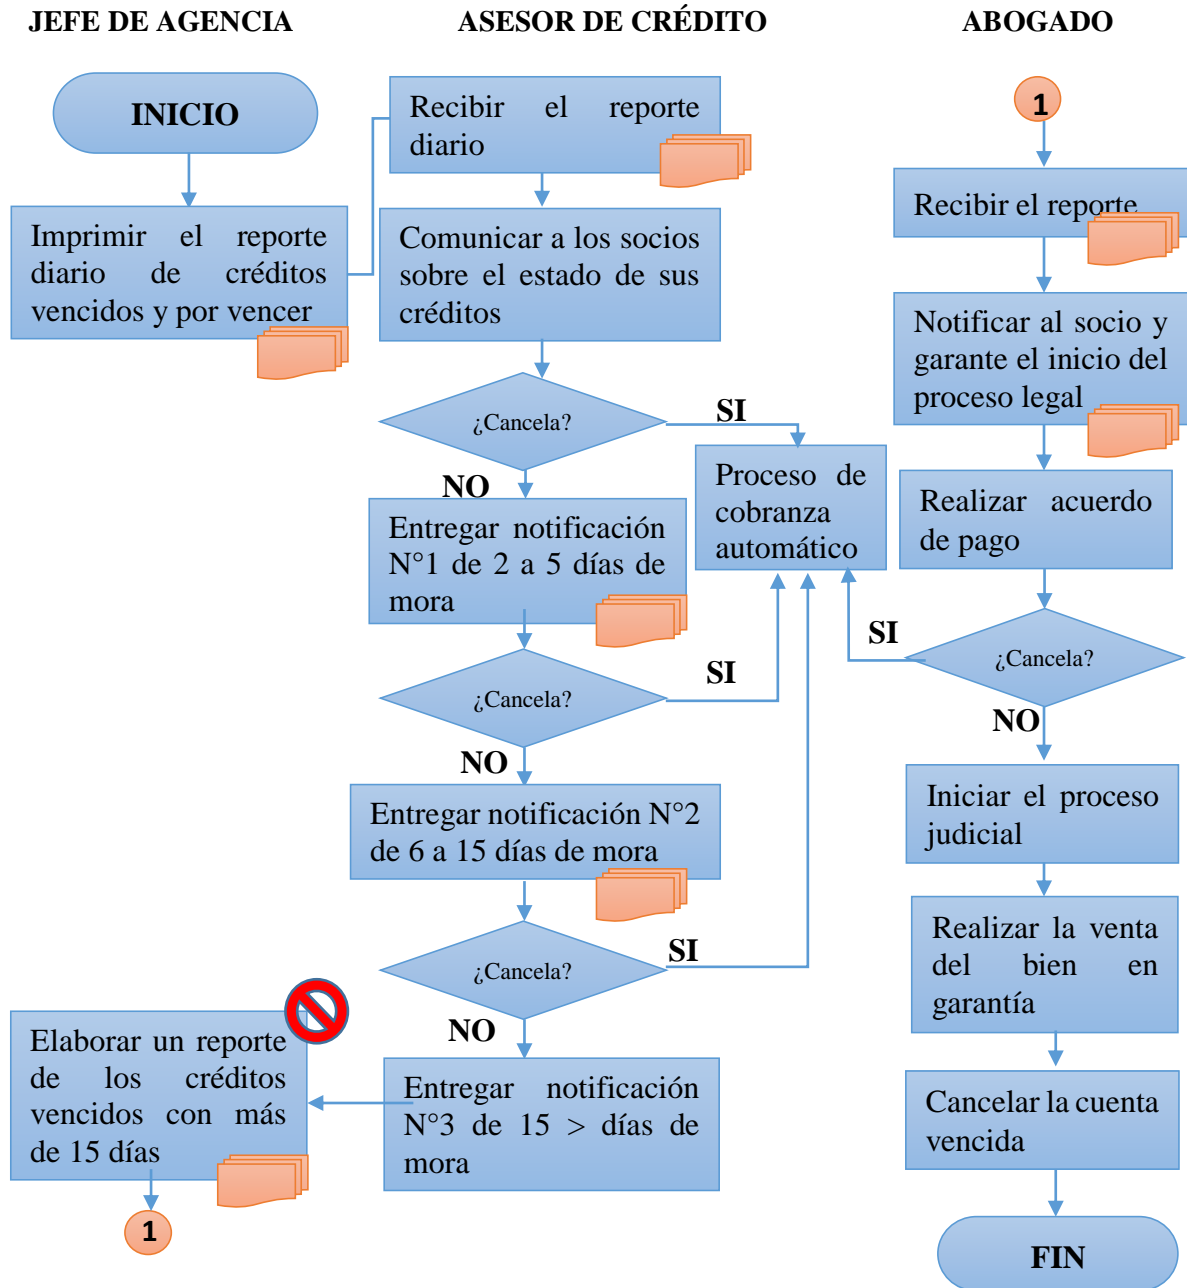 JEFE DE AGENCIA
ASESOR DE CRÉDITO
ABOGADO
INICIO
Imprimir el reporte
diario de créditos
vencidos y por vencer
Recibir el reporte
diario
Comunicar a los socios
sobre el estado de sus
créditos
¿Cancela?
SI
NO
Proceso de
cobranza
automático
Entregar notificación
N°1 de 2 a 5 días de
mora
¿Cancela?
SI
NO
Entregar notificación N°2
de 6 a 15 días de mora
¿Cancela?
SI
NO
Entregar notificación
N°3 de 15 > días de
mora
Elaborar un reporte
de los créditos
vencidos con más
de 15 días
1
1
Recibir el reporte
Notificar al socio y
garante el inicio del
proceso legal
Realizar acuerdo
de pago
¿Cancela?
SI
NO
Iniciar el proceso
judicial
Realizar la venta
del bien en
garantía
Cancelar la cuenta
vencida
FIN